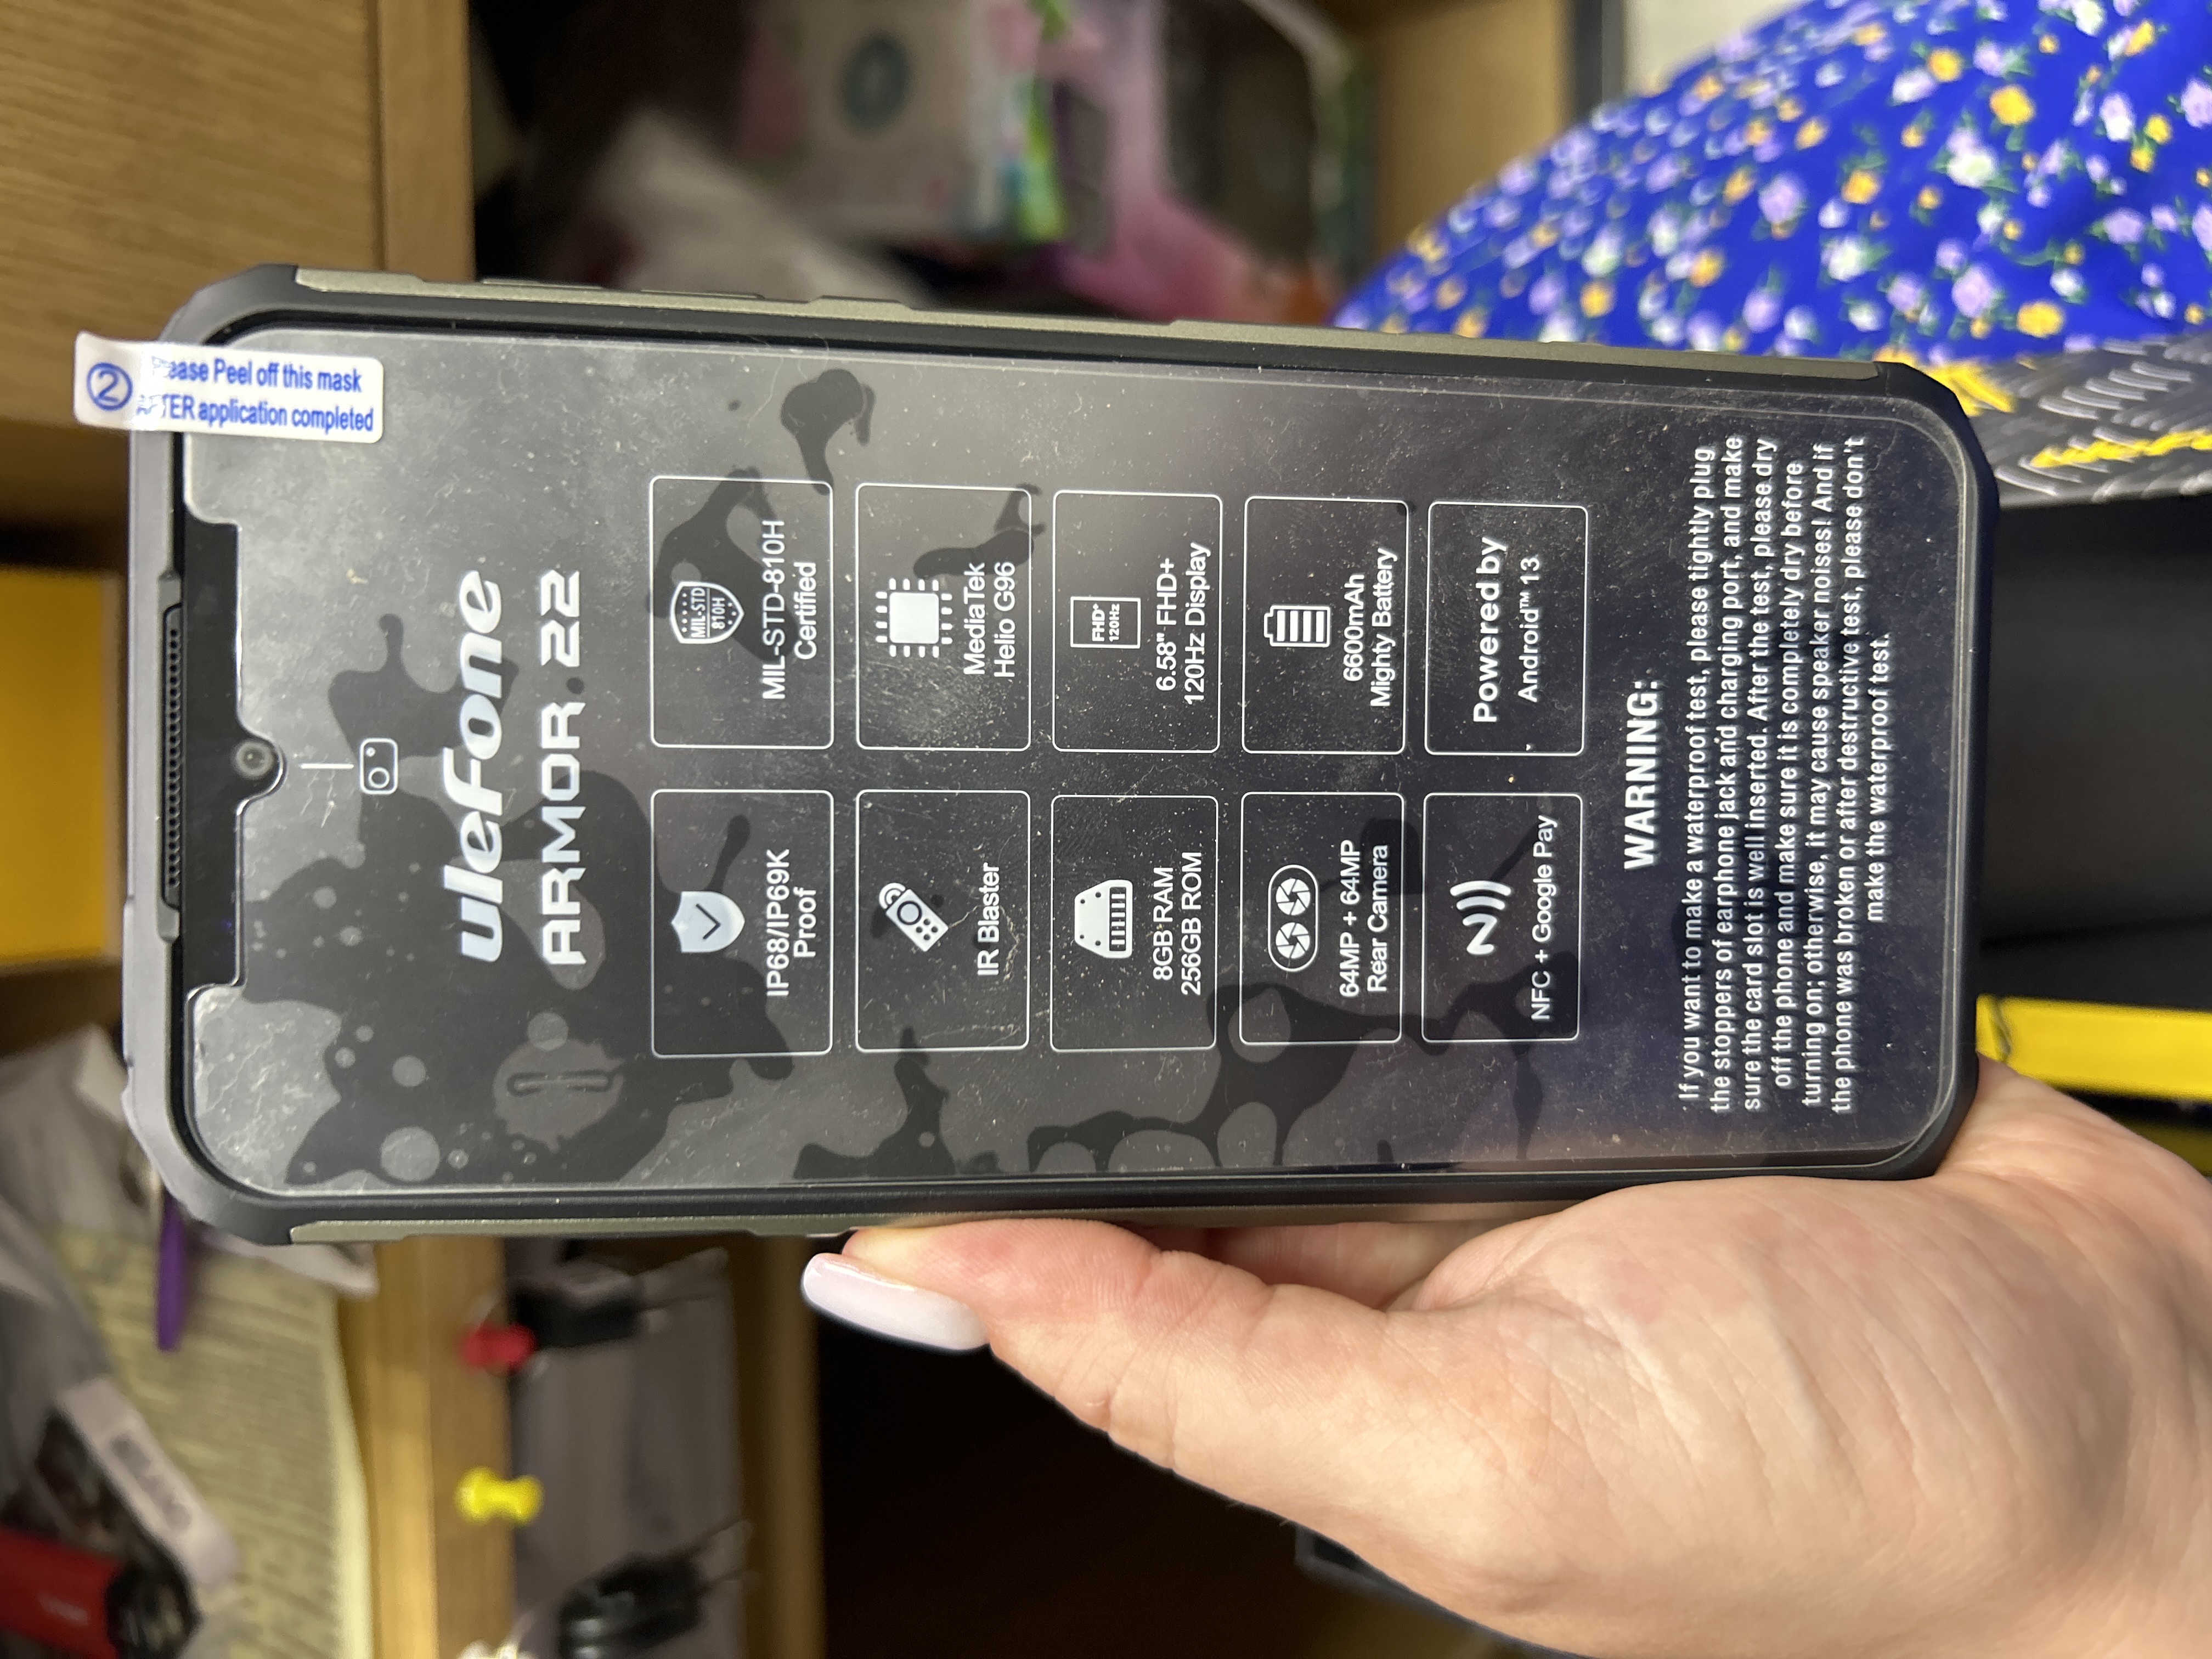 ②
Please Peel off this mask
AFTER application completed
ulefone
ARMOR 22
IP68/IP69K
Proof
MIL-STD
810H
MIL-STD-810H
Certified
IR Blaster
MediaTek
Helio G96
8GB RAM
256GB ROM
FHD+
120Hz
6.58" FHD+
120Hz Display
64MP + 64MP
Rear Camera
6600mAh
Mighty Battery
NFC + Google Pay
Powered by
Android™ 13
WARNING:
If you want to make a waterproof test, please tightly plug
the stoppers of earphone jack and charging port, and make
sure the card slot is well inserted. After the test, please dry
off the phone and make sure it is completely dry before
turning on; otherwise, it may cause speaker noises! And if
the phone was broken or after destructive test, please don't
make the waterproof test.